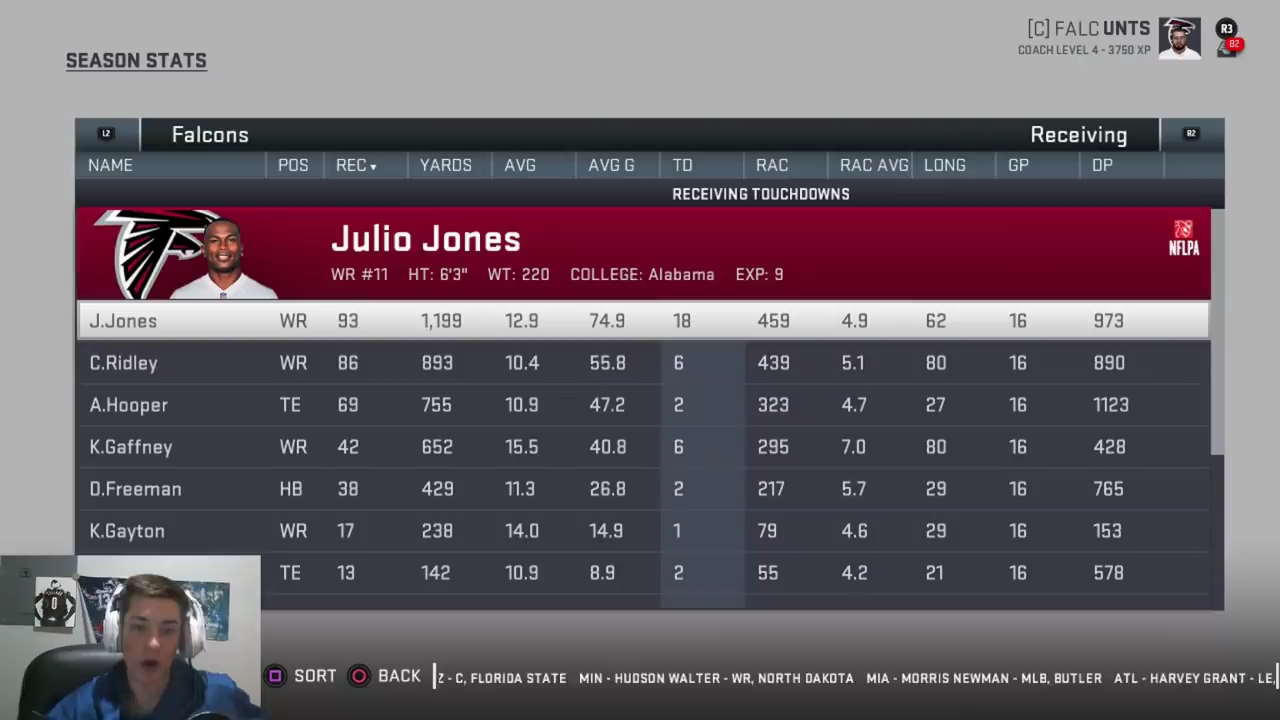 SEASON STATS
[C] FALC UNTS
COACH LEVEL 4 - 3750 XP
R3
82
L2 Falcons Receiving R2
NAME POS REC YARDS AVG AVG G TD RAC RAC AVG LONG GP DP
RECEIVING TOUCHDOWNS
Julio Jones
WR #11 HT: 6'3" WT: 220 COLLEGE: Alabama EXP: 9
NFLPA
J.Jones WR 93 1,199 12.9 74.9 18 459 4.9 62 16 973
C.Ridley WR 86 893 10.4 55.8 6 439 5.1 80 16 890
A.Hooper TE 69 755 10.9 47.2 2 323 4.7 27 16 1123
K.Gaffney WR 42 652 15.5 40.8 6 295 7.0 80 16 428
D.Freeman HB 38 429 11.3 26.8 2 217 5.7 29 16 765
K.Gayton WR 17 238 14.0 14.9 1 79 4.6 29 16 153
TE 13 142 10.9 8.9 2 55 4.2 21 16 578
0
SORT BACK Z - C, FLORIDA STATE MIN - HUDSON WALTER - WR, NORTH DAKOTA MIA - MORRIS NEWMAN - MLB, BUTLER ATL - HARVEY GRANT - LE,